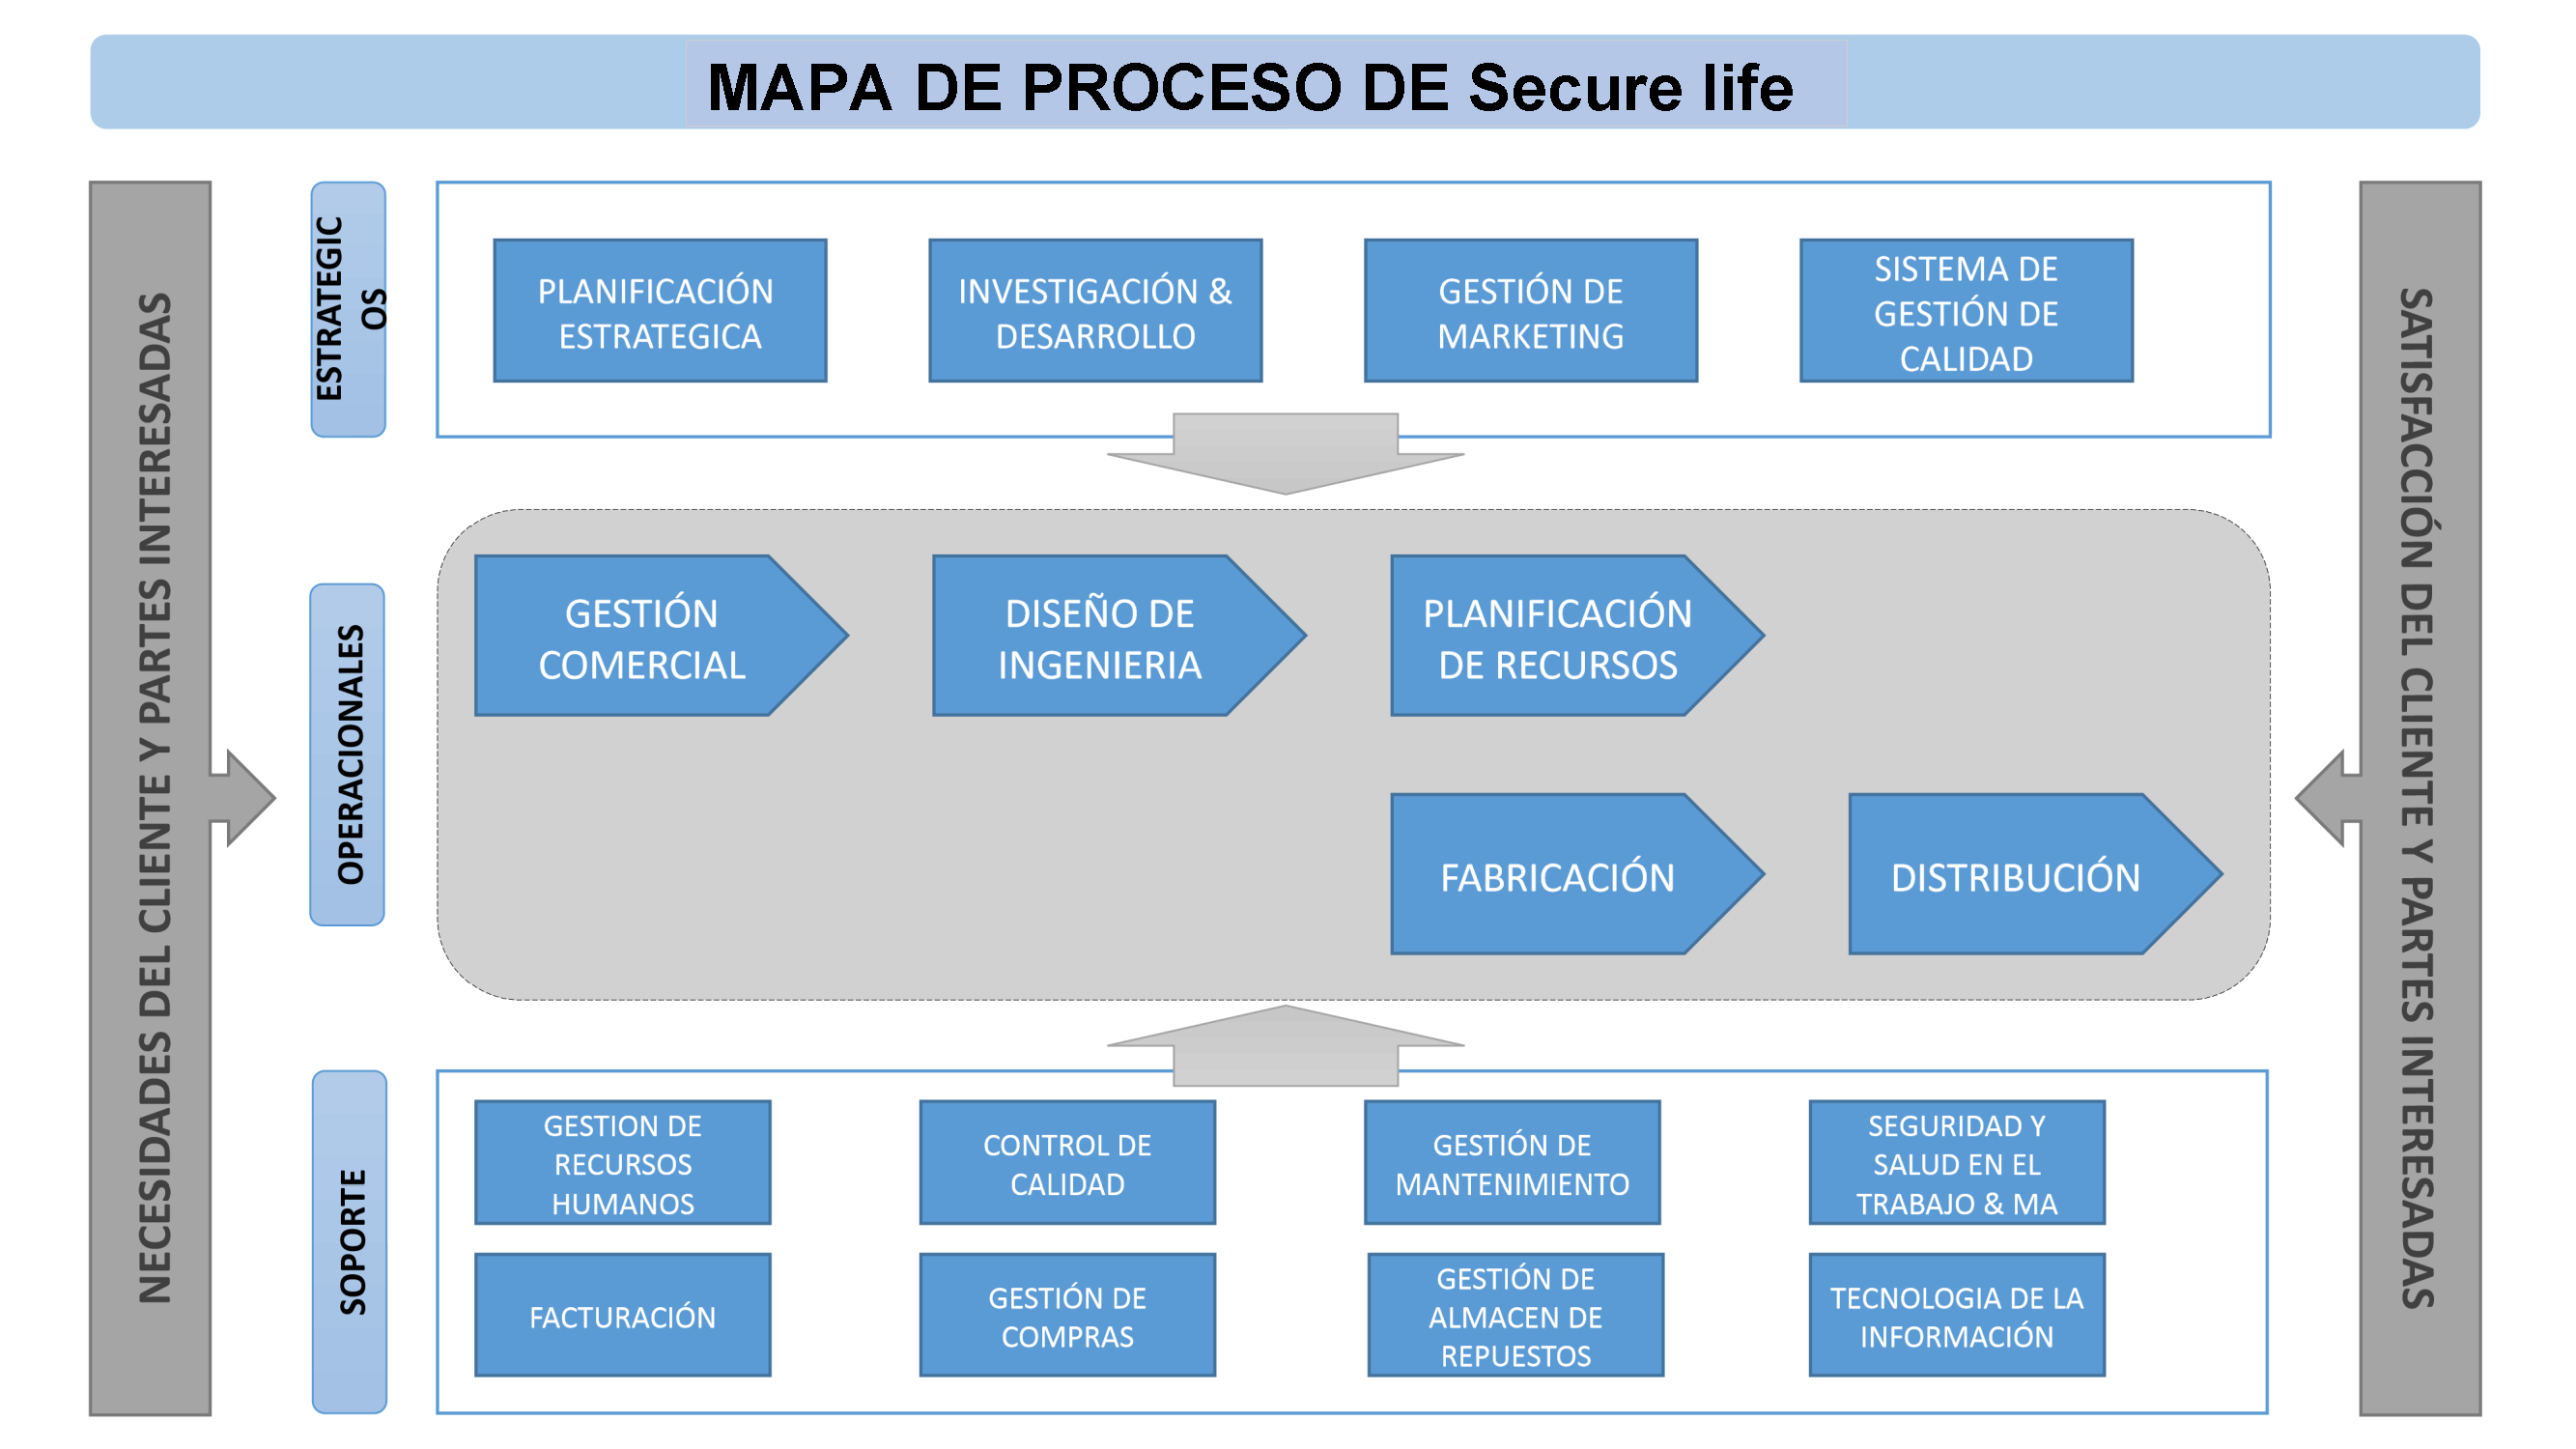 MAPA DE PROCESO DE Secure life
NECESIDADES DEL CLIENTE Y PARTES INTERESADAS
ESTRATEGIC
OS
PLANIFICACIÓN
ESTRATEGICA
INVESTIGACIÓN &
DESARROLLO
GESTIÓN DE
MARKETING
SISTEMA DE
GESTIÓN DE
CALIDAD
OPERACIONALES
GESTIÓN
COMERCIAL
DISEÑO DE
INGENIERIA
PLANIFICACIÓN
DE RECURSOS
FABRICACIÓN
DISTRIBUCIÓN
SOPORTE
GESTION DE
RECURSOS
HUMANOS
CONTROL DE
CALIDAD
GESTIÓN DE
MANTENIMIENTO
SEGURIDAD Y
SALUD EN EL
TRABAJO & MA
FACTURACIÓN
GESTIÓN DE
COMPRAS
GESTIÓN DE
ALMACEN DE
REPUESTOS
TECNOLOGIA DE LA
INFORMACIÓN
SATISFACCIÓN DEL CLIENTE Y PARTES INTERESADAS